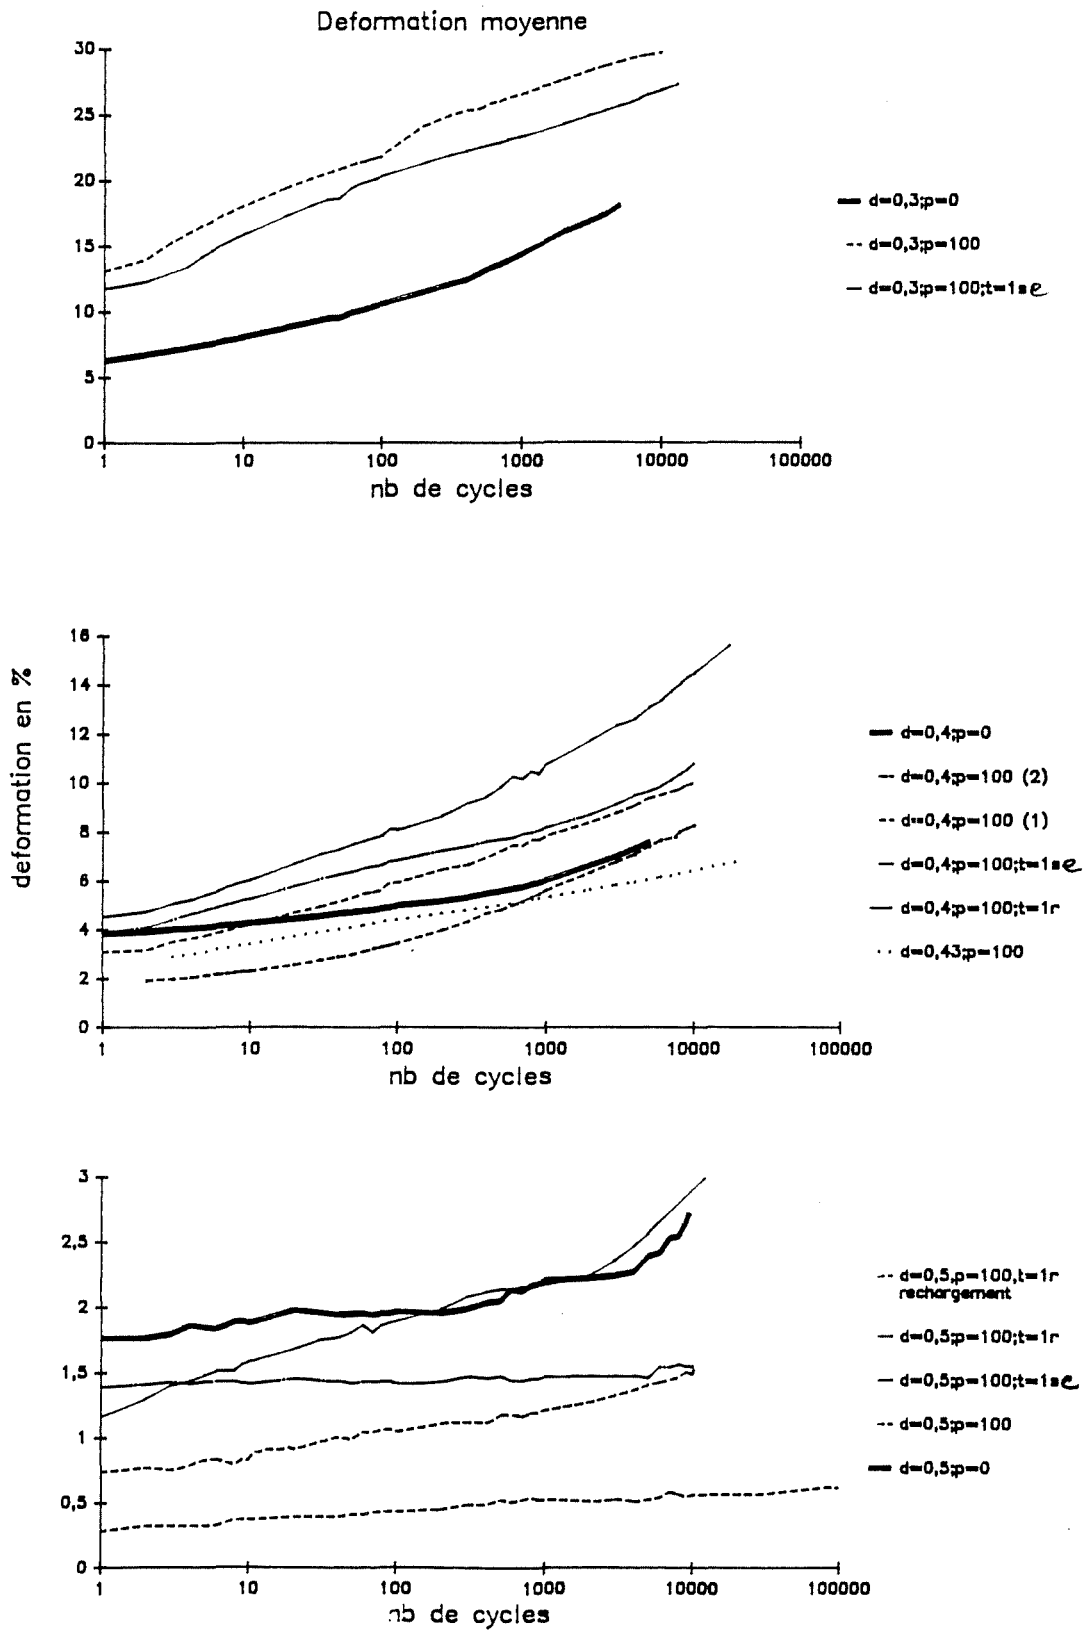 Deformation moyenne
30
25
20
15
10
5
0
1 10 100 1000 10000 100000
nb de cycles
d=0,3;p=0
d=0,3;p=100
d=0,3;p=100;t=1se
deformation en %
16
14
12
10
8
6
4
2
0
1 10 100 1000 10000 100000
nb de cycles
d=0,4;p=0
d=0,4;p=100 (2)
d=0,4;p=100 (1)
d=0,4;p=100;t=1se
d=0,4;p=100;t=1r
d=0,43;p=100
3
2,5
2
1,5
1
0,5
0
1 10 100 1000 10000 100000
nb de cycles
d=0,5,p=100,t=1r
rechargement
d=0,5;p=100;t=1r
d=0,5;p=100;t=1se
d=0,5;p=100
d=0,5;p=0